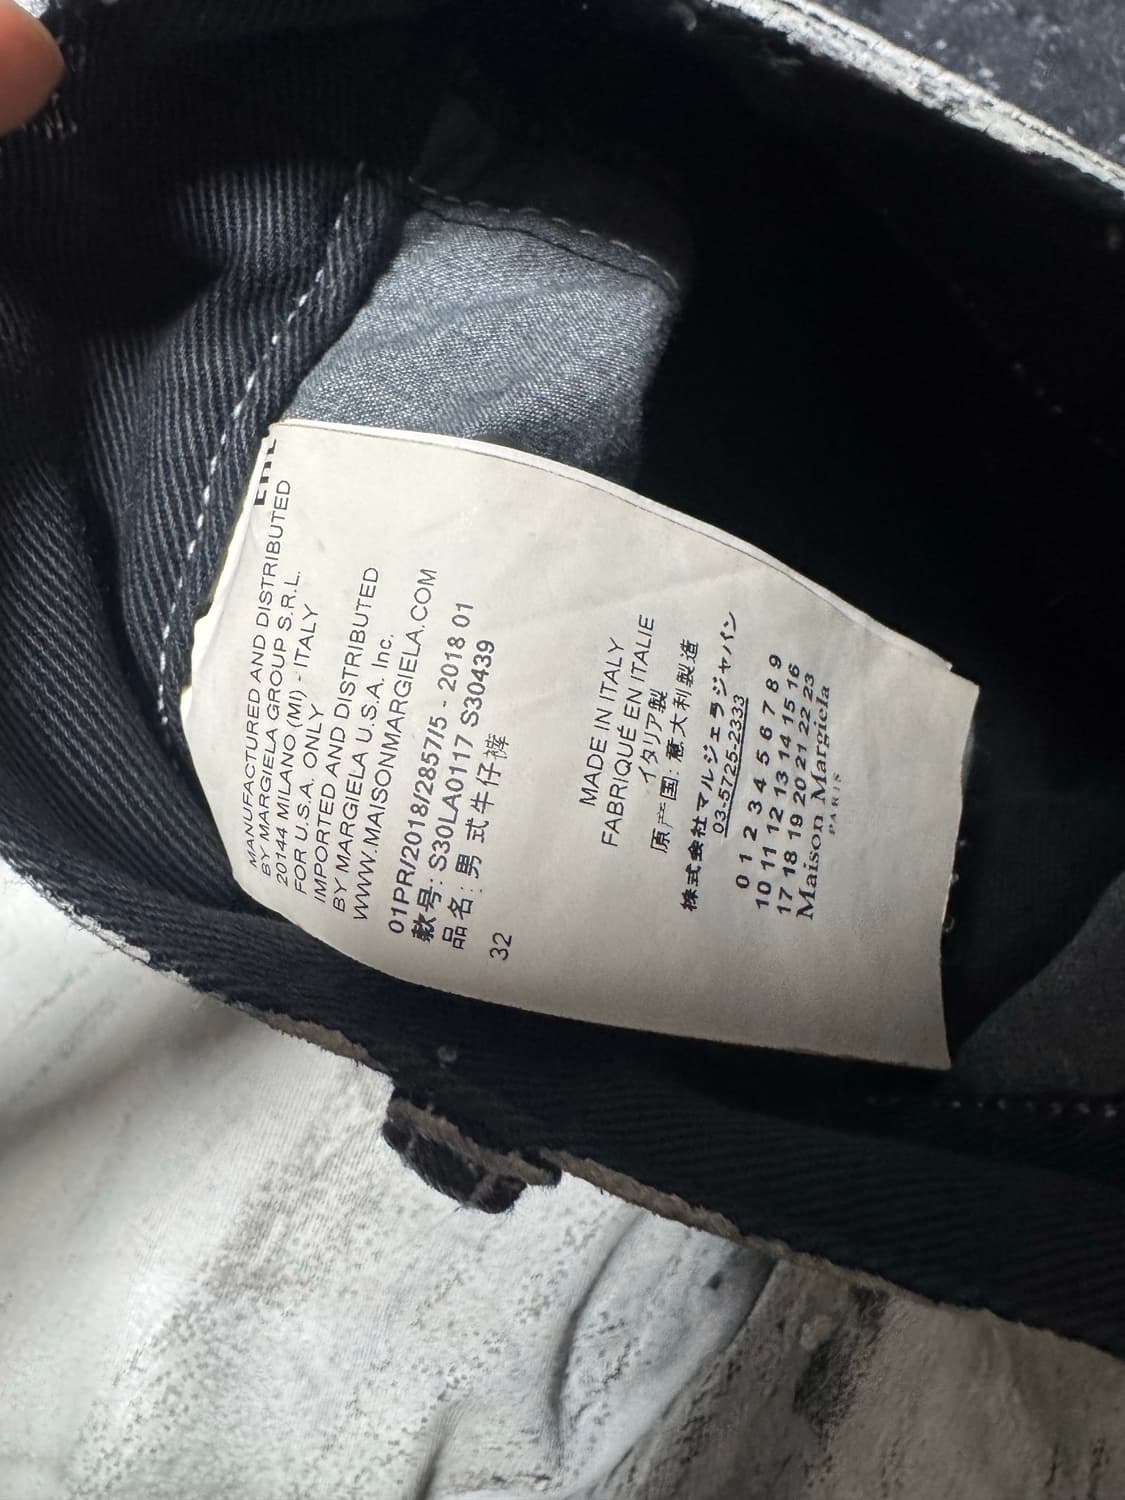 EAC
MANUFACTURED AND DISTRIBUTED
BY MARGIELA GROUP S.R.L.
20144 MILANO (MI) - ITALY
FOR U.S.A. ONLY
IMPORTED AND DISTRIBUTED
BY MARGIELA U.S.A. Inc.
WWW.MAISONMARGIELA.COM
01PR/2018/2857/5 - 2018 01
款号: S30LA0117 S30439
品名: 男 式牛仔裤
32
MADE IN ITALY
FABRIQUÉ EN ITALIE
イタリア製
原产国: 意大利製造
株式会社マルジェラジャパン
03-5725-2333
0 1 2 3 4 5 6 7 8 9
10 11 12 13 14 15 16
17 18 19 20 21 22 23
Maison Margiela
PARIS